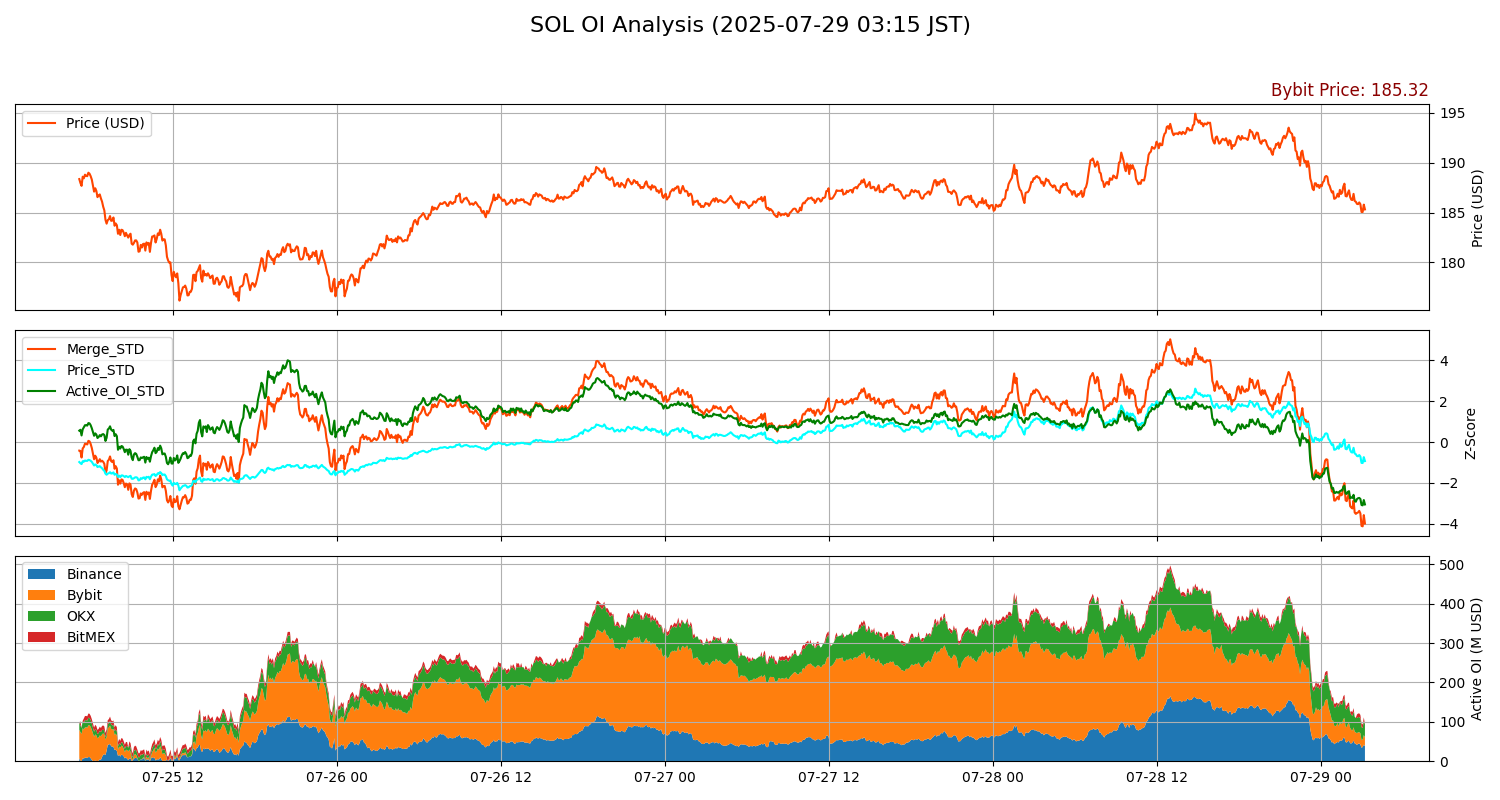 SOL OI Analysis (2025-07-29 03:15 JST)
Bybit Price: 185.32
Price (USD)
195
190
185
180
Price (USD)
Merge_STD
Price_STD
Active_OI_STD
4
2
0
−2
−4
Z-Score
Binance
Bybit
OKX
BitMEX
500
400
300
200
100
0
Active OI (M USD)
07-25 12
07-26 00
07-26 12
07-27 00
07-27 12
07-28 00
07-28 12
07-29 00